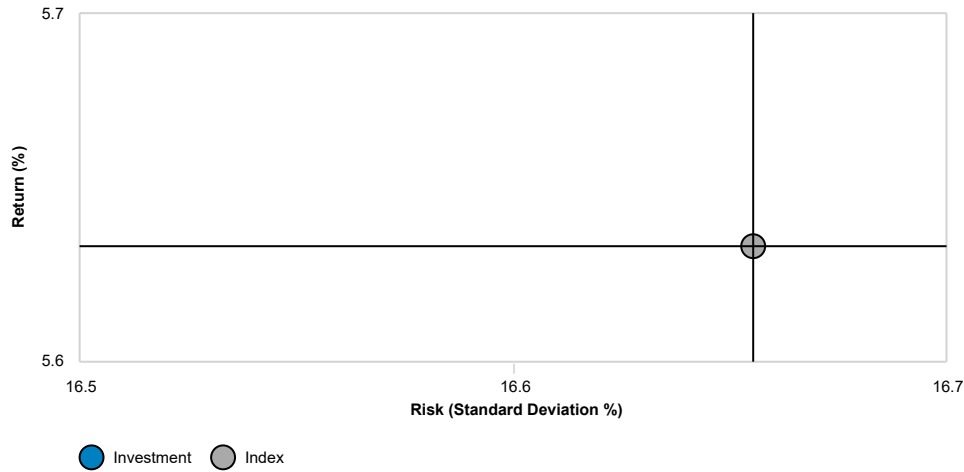 5.7
Return (%)
5.6
16.5 16.6 16.7
Risk (Standard Deviation %)
Investment Index